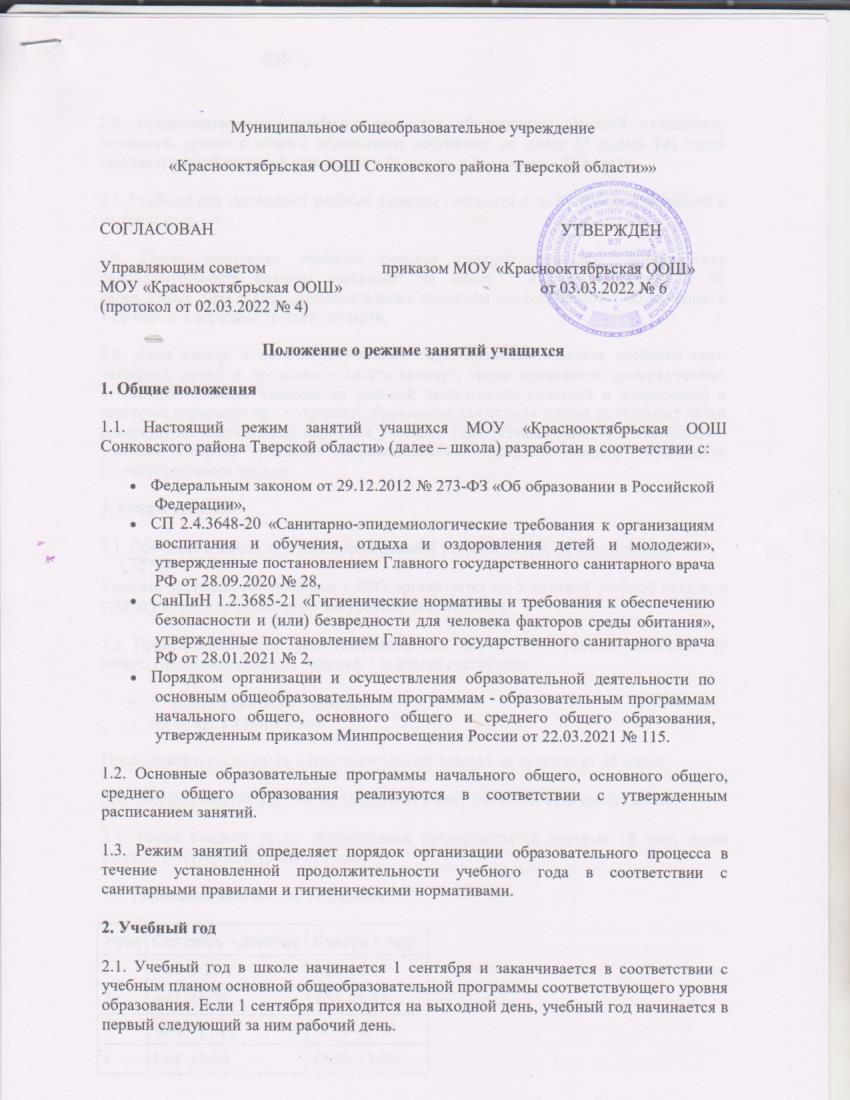 Муниципальное общеобразовательное учреждение
«Краснооктябрьская ООШ Сонковского района Тверской области»»
СОГЛАСОВАН УТВЕРЖДЕН
Управляющим советом приказом МОУ «Краснооктябрьская ООШ»
МОУ «Краснооктябрьская ООШ» от 03.03.2022 № 6
(протокол от 02.03.2022 № 4)
Положение о режиме занятий учащихся
1. Общие положения
1.1. Настоящий режим занятий учащихся МОУ «Краснооктябрьская ООШ
Сонковского района Тверской области» (далее – школа) разработан в соответствии с:
• Федеральным законом от 29.12.2012 № 273-ФЗ «Об образовании в Российской
Федерации»,
• СП 2.4.3648-20 «Санитарно-эпидемиологические требования к организациям
воспитания и обучения, отдыха и оздоровления детей и молодежи»,
утвержденные постановлением Главного государственного санитарного врача
РФ от 28.09.2020 № 28,
• СанПиН 1.2.3685-21 «Гигиенические нормативы и требования к обеспечению
безопасности и (или) безвредности для человека факторов среды обитания»,
утвержденные постановлением Главного государственного санитарного врача
РФ от 28.01.2021 № 2,
• Порядком организации и осуществления образовательной деятельности по
основным общеобразовательным программам - образовательным программам
начального общего, основного общего и среднего общего образования,
утвержденным приказом Минпросвещения России от 22.03.2021 № 115.
1.2. Основные образовательные программы начального общего, основного общего,
среднего общего образования реализуются в соответствии с утвержденным
расписанием занятий.
1.3. Режим занятий определяет порядок организации образовательного процесса в
течение установленной продолжительности учебного года в соответствии с
санитарными правилами и гигиеническими нормативами.
2. Учебный год
2.1. Учебный год в школе начинается 1 сентября и заканчивается в соответствии с
учебным планом основной общеобразовательной программы соответствующего уровня
образования. Если 1 сентября приходится на выходной день, учебный год начинается в
первый следующий за ним рабочий день.